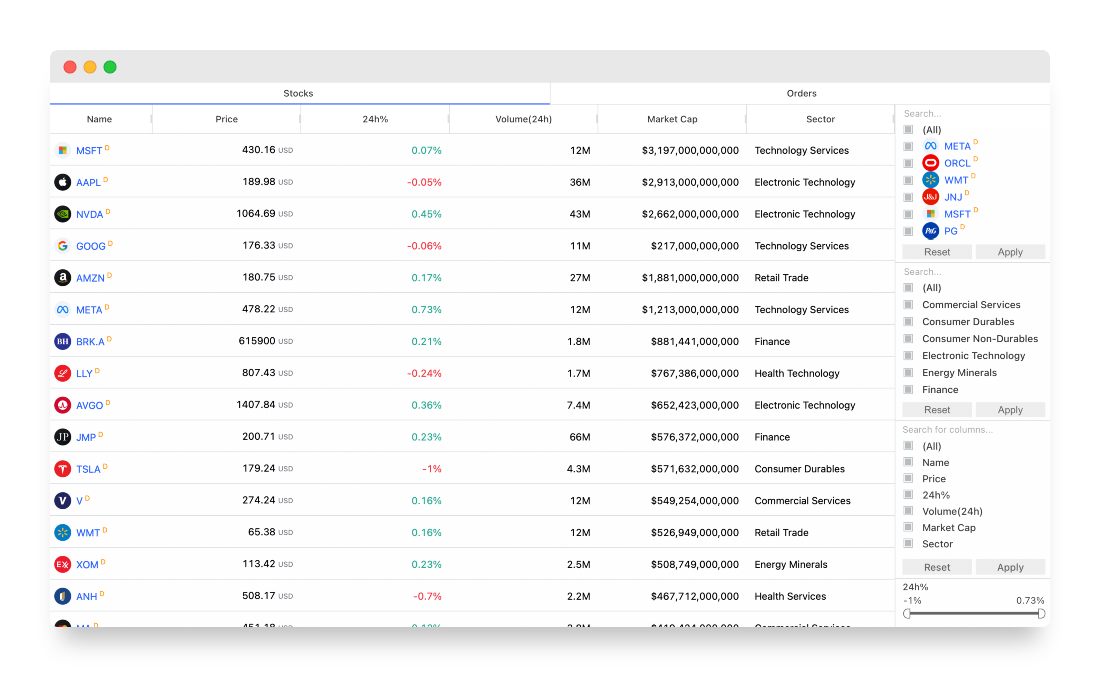 Stocks Orders
Name Price 24h% Volume(24h) Market Cap Sector
MSFT D 430.16 USD 0.07% 12M $3,197,000,000,000 Technology Services
AAPL D 189.98 USD -0.05% 36M $2,913,000,000,000 Electronic Technology
NVDA D 1064.69 USD 0.45% 43M $2,662,000,000,000 Electronic Technology
GOOG D 176.33 USD -0.06% 11M $217,000,000,000 Technology Services
AMZN D 180.75 USD 0.17% 27M $1,881,000,000,000 Retail Trade
META D 478.22 USD 0.73% 12M $1,213,000,000,000 Technology Services
BH BRK.A D 615900 USD 0.21% 1.8M $881,441,000,000 Finance
LLY D 807.43 USD -0.24% 1.7M $767,386,000,000 Health Technology
AVGO D 1407.84 USD 0.36% 7.4M $652,423,000,000 Electronic Technology
JP JMP D 200.71 USD 0.23% 66M $576,372,000,000 Finance
TSLA D 179.24 USD -1% 4.3M $571,632,000,000 Consumer Durables
V V D 274.24 USD 0.16% 12M $549,254,000,000 Commercial Services
WMT D 65.38 USD 0.16% 12M $526,949,000,000 Retail Trade
XOM D 113.42 USD 0.23% 2.5M $508,749,000,000 Energy Minerals
ANH D 508.17 USD -0.7% 2.2M $467,712,000,000 Health Services
Search...
(All)
META D
ORCL D
WMT D
J&J JNJ D
MSFT D
P&G PG D
Reset Apply
Search...
(All)
Commercial Services
Consumer Durables
Consumer Non-Durables
Electronic Technology
Energy Minerals
Finance
Reset Apply
Search for columns...
(All)
Name
Price
24h%
Volume(24h)
Market Cap
Sector
Reset Apply
24h%
-1% 0.73%